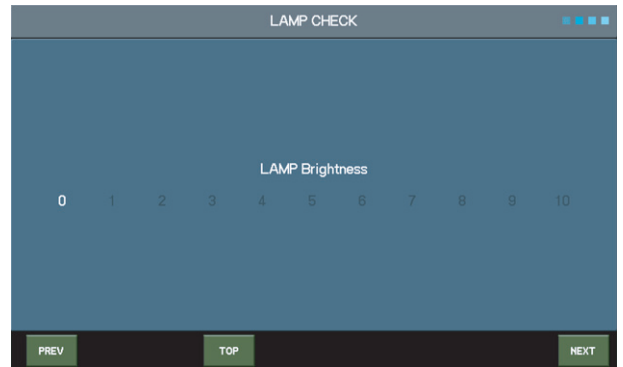 LAMP CHECK
LAMP Brightness
0 1 2 3 4 5 6 7 8 9 10
PREV TOP NEXT